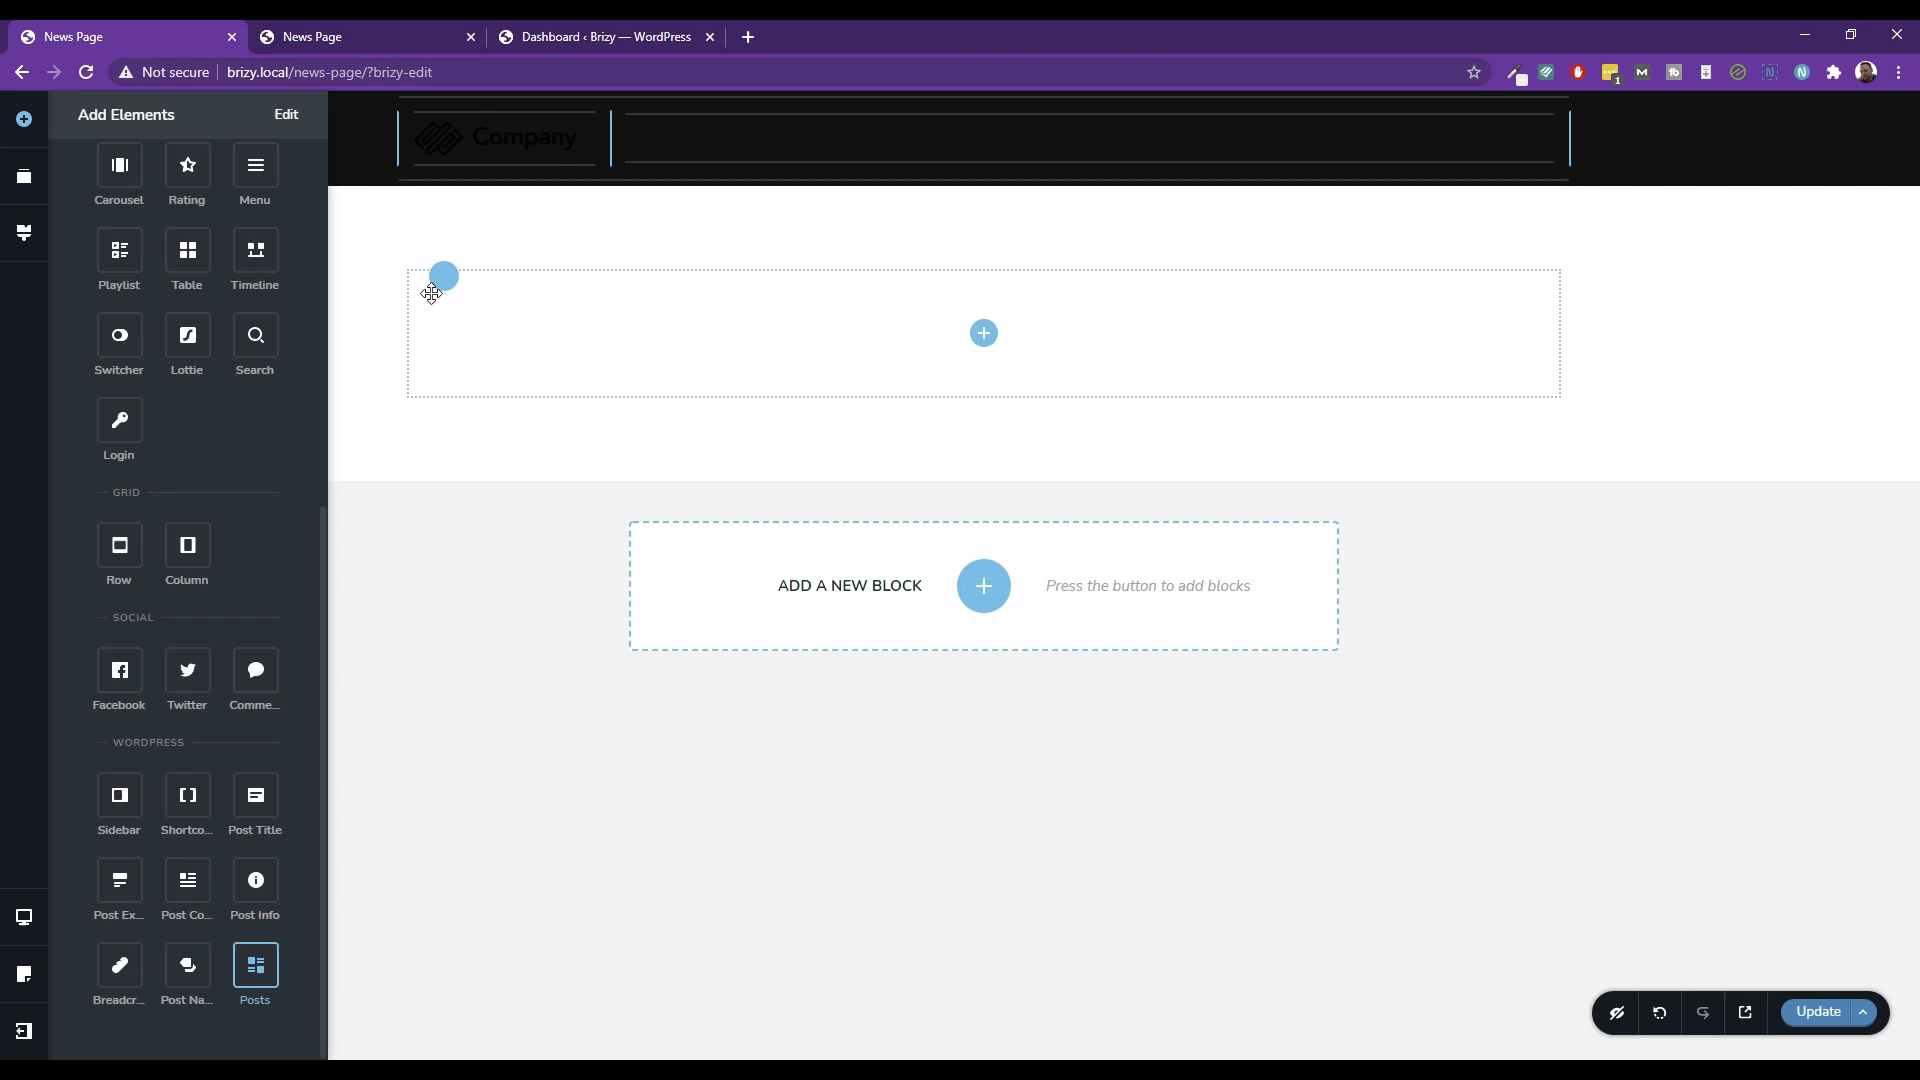 News Page
News Page
Dashboard ‹ Brizy — WordPress
Not secure
brizy.local/news-page/?brizy-edit
1
Add Elements
Edit
Company
Carousel
Rating
Menu
Playlist
Table
Timeline
Switcher
Lottie
Search
Login
GRID
Row
Column
SOCIAL
Facebook
Twitter
Comme...
WORDPRESS
Sidebar
Shortco...
Post Title
Post Ex...
Post Co...
Post Info
Breadcr...
Post Na...
Posts
ADD A NEW BLOCK
Press the button to add blocks
Update